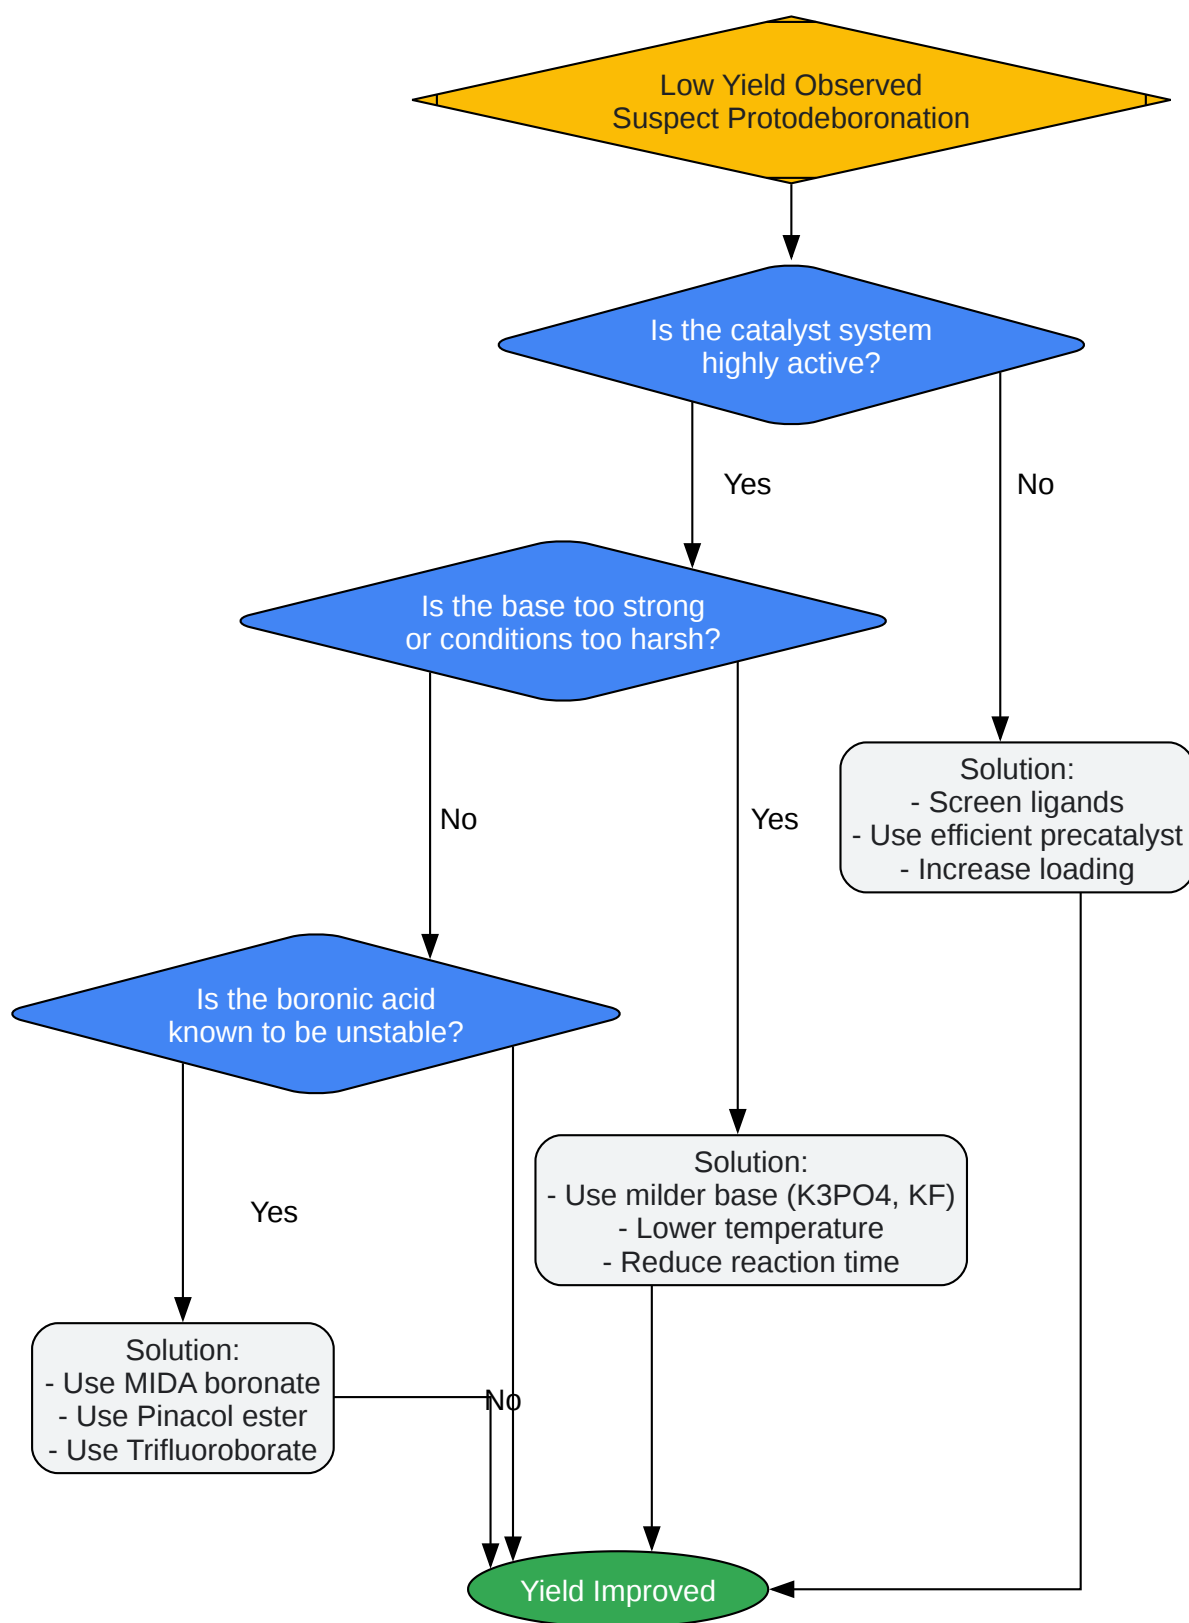 Low Yield Observed
Suspect Protodeboronation
Is the catalyst system
highly active?
Yes
No
Is the base too strong
or conditions too harsh?
No
Yes
Solution:
- Screen ligands
- Use efficient precatalyst
- Increase loading
Is the boronic acid
known to be unstable?
Yes
No
Solution:
- Use milder base (K3PO4, KF)
- Lower temperature
- Reduce reaction time
Solution:
- Use MIDA boronate
- Use Pinacol ester
- Use Trifluoroborate
Yield Improved